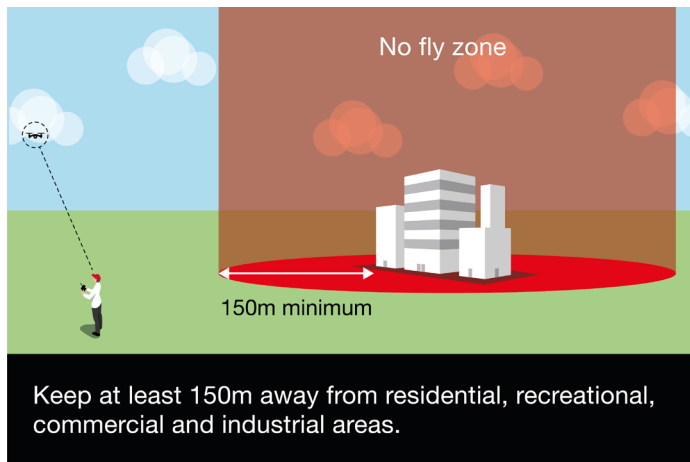 No fly zone
150m minimum
Keep at least 150m away from residential, recreational,
commercial and industrial areas.